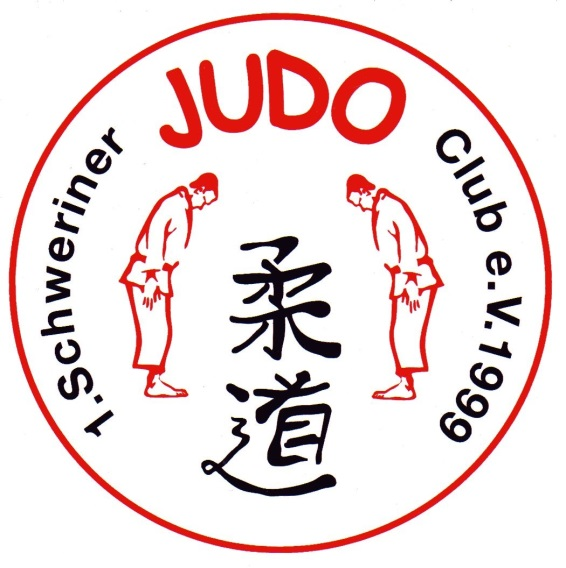 1. Schweriner
JUDO
Club e.V. 1999
柔
道